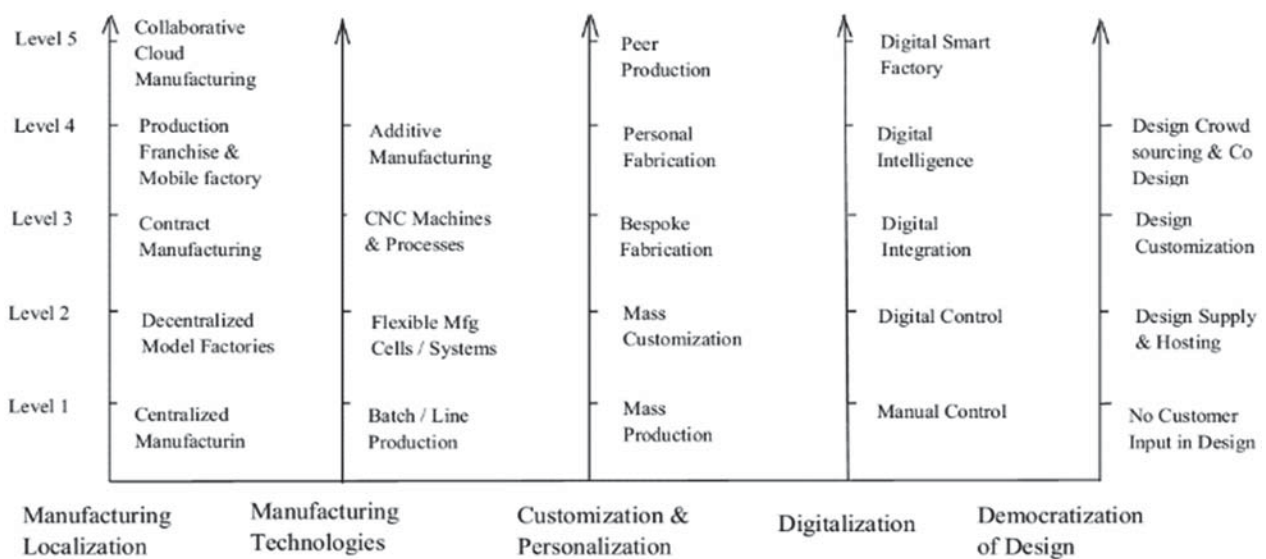 Level 5
Collaborative
Cloud
Manufacturing
Peer
Production
Digital Smart
Factory
Level 4
Production
Franchise &
Mobile factory
Additive
Manufacturing
Personal
Fabrication
Digital
Intelligence
Design Crowd
sourcing & Co
Design
Level 3
Contract
Manufacturing
CNC Machines
& Processes
Bespoke
Fabrication
Digital
Integration
Design
Customization
Level 2
Decentralized
Model Factories
Flexible Mfg
Cells / Systems
Mass
Customization
Digital Control
Design Supply
& Hosting
Level 1
Centralized
Manufacturin
Batch / Line
Production
Mass
Production
Manual Control
No Customer
Input in Design
Manufacturing
Localization
Manufacturing
Technologies
Customization &
Personalization
Digitalization
Democratization
of Design